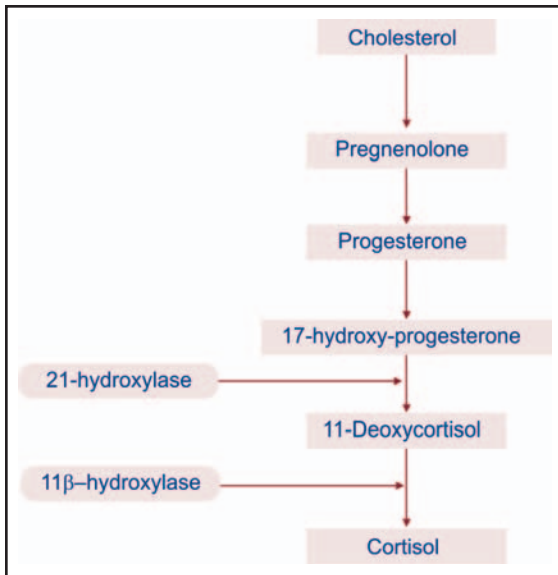 Cholesterol
Pregnenolone
Progesterone
17-hydroxy-progesterone
21-hydroxylase
11-Deoxycortisol
11β–hydroxylase
Cortisol